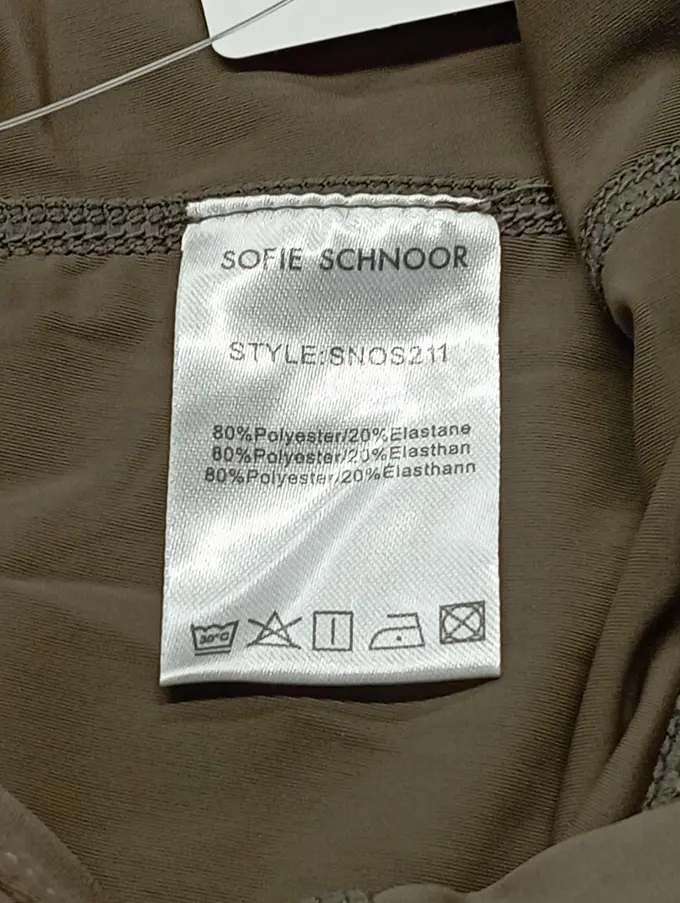 SOFIE SCHNOOR
STYLE:SNOS211
80%Polyester/20%Elastane
80%Polyester/20%Elasthan
80%Polyester/20%Elasthann
30°C